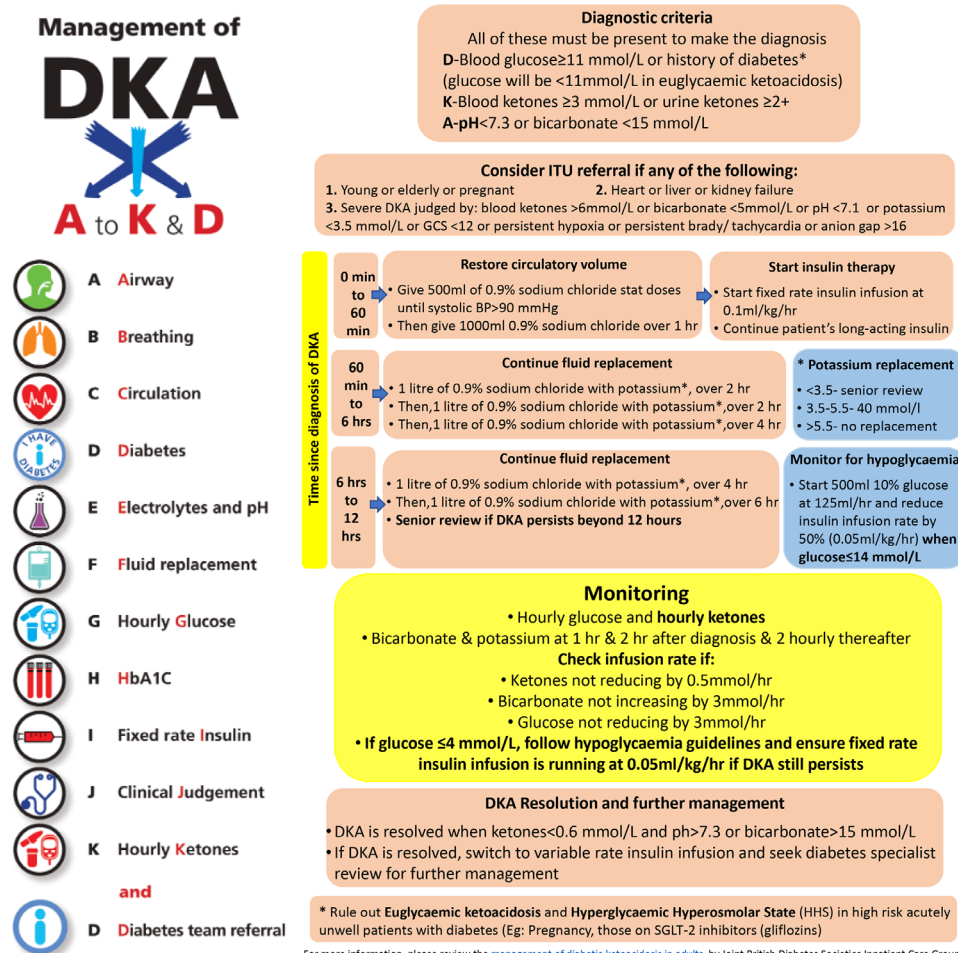 Management of
DKA
A to K & D
A Airway
B Breathing
C Circulation
I HAVE
DIABETES
D Diabetes
E Electrolytes and pH
F Fluid replacement
G Hourly Glucose
H HbA1C
I Fixed rate Insulin
J Clinical Judgement
K Hourly Ketones
and
D Diabetes team referral
Diagnostic criteria
All of these must be present to make the diagnosis
D-Blood glucose≥11 mmol/L or history of diabetes*
(glucose will be <11mmol/L in euglycaemic ketoacidosis)
K-Blood ketones ≥3 mmol/L or urine ketones ≥2+
A-pH<7.3 or bicarbonate <15 mmol/L
Consider ITU referral if any of the following:
1. Young or elderly or pregnant 2. Heart or liver or kidney failure
3. Severe DKA judged by: blood ketones >6mmol/L or bicarbonate <5mmol/L or pH <7.1 or potassium
<3.5 mmol/L or GCS <12 or persistent hypoxia or persistent brady/ tachycardia or anion gap >16
Time since diagnosis of DKA
0 min
to
60
min
Restore circulatory volume
• Give 500ml of 0.9% sodium chloride stat doses
until systolic BP>90 mmHg
• Then give 1000ml 0.9% sodium chloride over 1 hr
Start insulin therapy
• Start fixed rate insulin infusion at
0.1ml/kg/hr
• Continue patient's long-acting insulin
60
min
to
6 hrs
Continue fluid replacement
• 1 litre of 0.9% sodium chloride with potassium*, over 2 hr
• Then,1 litre of 0.9% sodium chloride with potassium*,over 2 hr
• Then,1 litre of 0.9% sodium chloride with potassium*,over 4 hr
* Potassium replacement
• <3.5- senior review
• 3.5-5.5- 40 mmol/l
• >5.5- no replacement
6 hrs
to
12
hrs
Continue fluid replacement
• 1 litre of 0.9% sodium chloride with potassium*, over 4 hr
• Then,1 litre of 0.9% sodium chloride with potassium*,over 6 hr
• Senior review if DKA persists beyond 12 hours
Monitor for hypoglycaemia
• Start 500ml 10% glucose
at 125ml/hr and reduce
insulin infusion rate by
50% (0.05ml/kg/hr) when
glucose≤14 mmol/L
Monitoring
• Hourly glucose and hourly ketones
• Bicarbonate & potassium at 1 hr & 2 hr after diagnosis & 2 hourly thereafter
Check infusion rate if:
• Ketones not reducing by 0.5mmol/hr
• Bicarbonate not increasing by 3mmol/hr
• Glucose not reducing by 3mmol/hr
• If glucose ≤4 mmol/L, follow hypoglycaemia guidelines and ensure fixed rate
insulin infusion is running at 0.05ml/kg/hr if DKA still persists
DKA Resolution and further management
• DKA is resolved when ketones<0.6 mmol/L and ph>7.3 or bicarbonate>15 mmol/L
• If DKA is resolved, switch to variable rate insulin infusion and seek diabetes specialist
review for further management
* Rule out Euglycaemic ketoacidosis and Hyperglycaemic Hyperosmolar State (HHS) in high risk acutely
unwell patients with diabetes (Eg: Pregnancy, those on SGLT-2 inhibitors (gliflozins)
For more information, please review the management of diabetic ketoacidosis in adults, by Joint British Diabetes Societies Inpatient Care Group